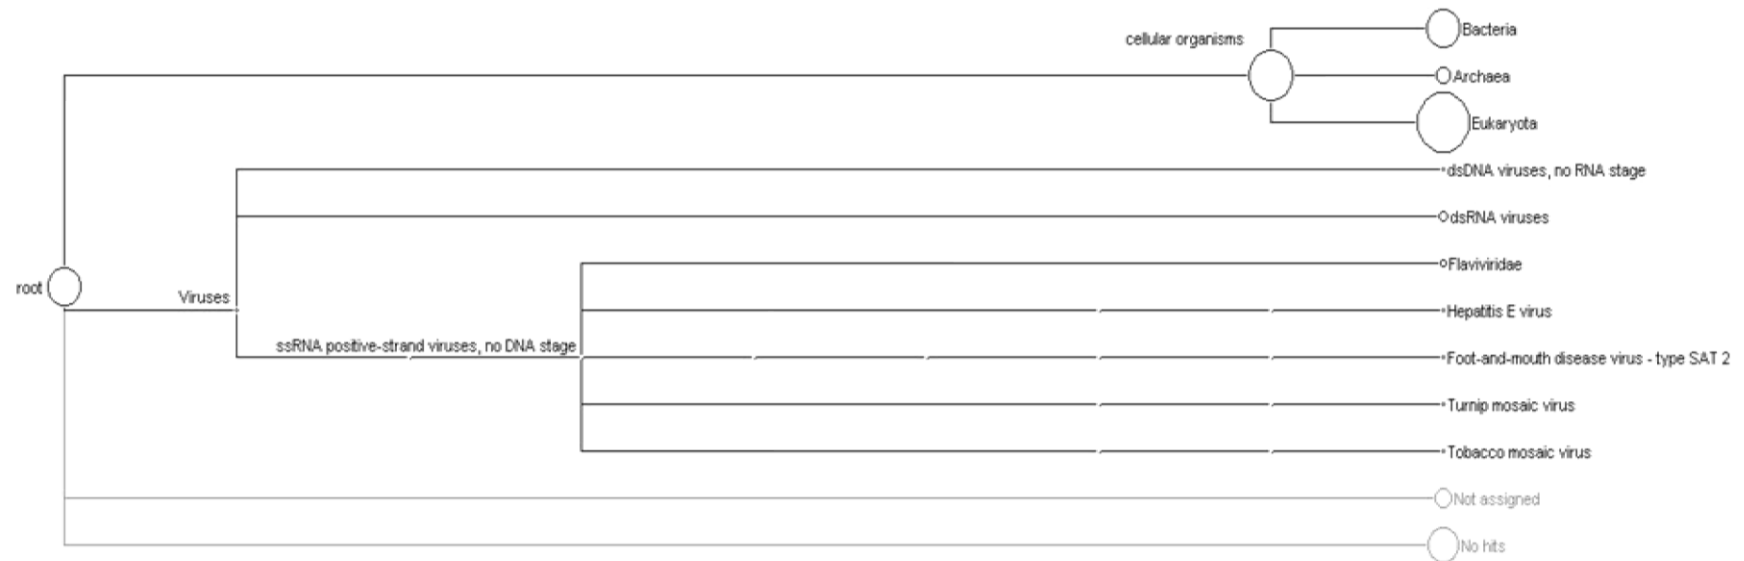 cellular organisms
Bacteria
Archaea
Eukaryota
dsDNA viruses, no RNA stage
dsRNA viruses
Flaviviridae
root
Viruses
Hepatitis E virus
ssRNA positive-strand viruses, no DNA stage
Foot-and-mouth disease virus - type SAT 2
Turnip mosaic virus
Tobacco mosaic virus
Not assigned
No hits